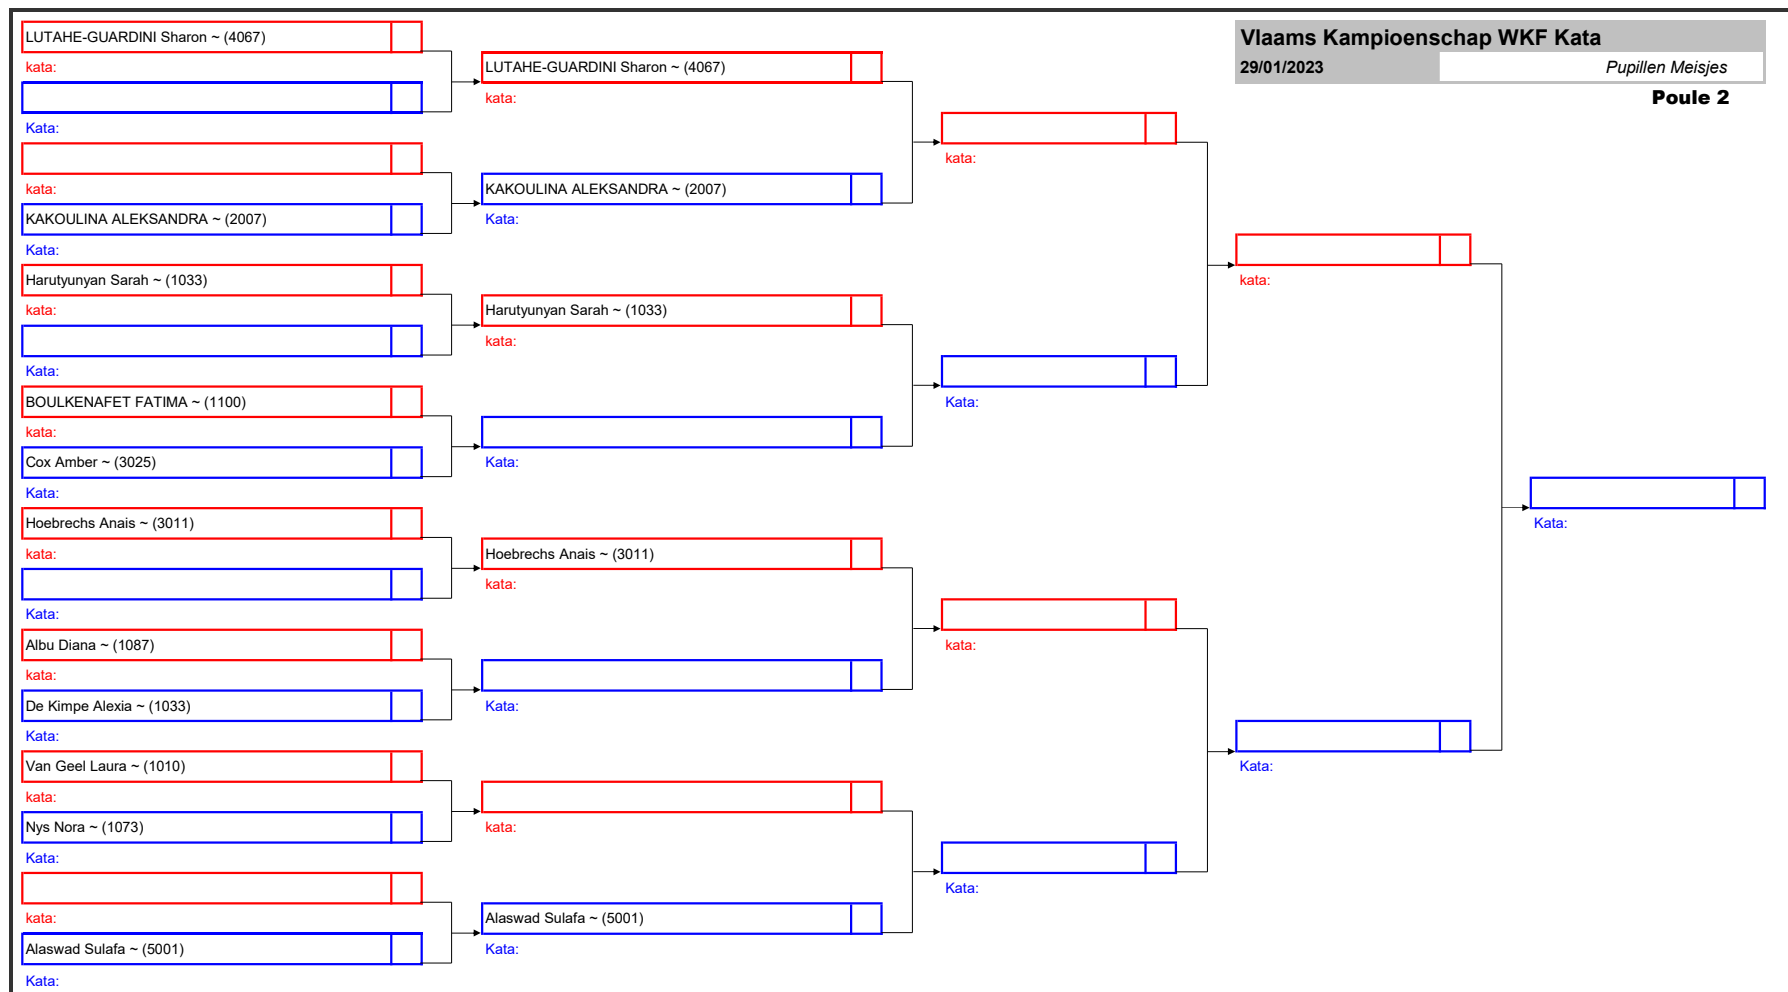 Vlaams Kampioenschap WKF Kata
29/01/2023 Pupillen Meisjes
Poule 2
LUTAHE-GUARDINI Sharon ~ (4067)
kata:
Kata:
kata:
KAKOULINA ALEKSANDRA ~ (2007)
Kata:
Harutyunyan Sarah ~ (1033)
kata:
Kata:
BOULKENAFET FATIMA ~ (1100)
kata:
Cox Amber ~ (3025)
Kata:
Hoebrechs Anais ~ (3011)
kata:
Kata:
Albu Diana ~ (1087)
kata:
De Kimpe Alexia ~ (1033)
Kata:
Van Geel Laura ~ (1010)
kata:
Nys Nora ~ (1073)
Kata:
kata:
Alaswad Sulafa ~ (5001)
Kata:
LUTAHE-GUARDINI Sharon ~ (4067)
kata:
KAKOULINA ALEKSANDRA ~ (2007)
Kata:
Harutyunyan Sarah ~ (1033)
kata:
Kata:
Hoebrechs Anais ~ (3011)
kata:
Kata:
kata:
Alaswad Sulafa ~ (5001)
Kata:
kata:
Kata:
kata:
Kata:
kata:
Kata:
Kata: